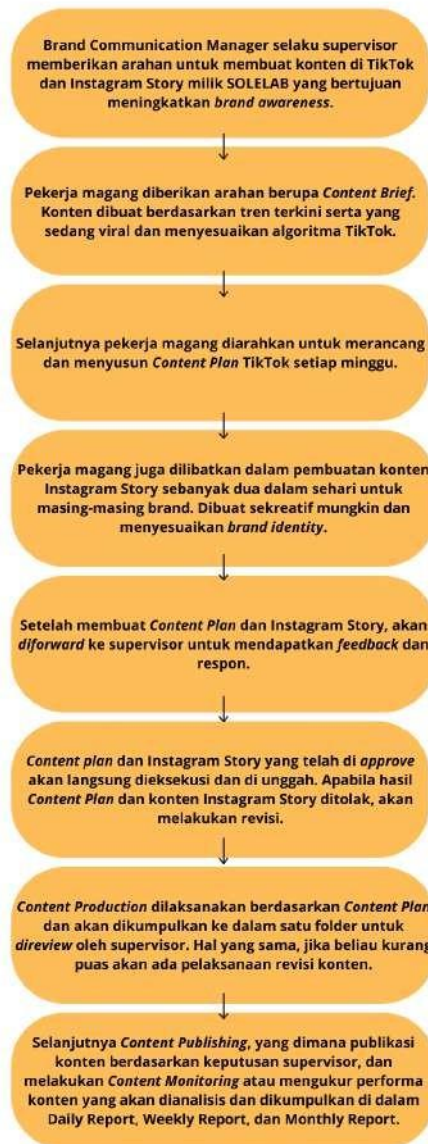 Brand Communication Manager selaku supervisor
memberikan arahan untuk membuat konten di TikTok
dan Instagram Story milik SOLELAB yang bertujuan
meningkatkan brand awareness.
Pekerja magang diberikan arahan berupa Content Brief.
Konten dibuat berdasarkan tren terkini serta yang
sedang viral dan menyesuaikan algoritma TikTok.
Selanjutnya pekerja magang diarahkan untuk merancang
dan menyusun Content Plan TikTok setiap minggu.
Pekerja magang juga dilibatkan dalam pembuatan konten
Instagram Story sebanyak dua dalam sehari untuk
masing-masing brand. Dibuat sekreatif mungkin dan
menyesuaikan brand identity.
Setelah membuat Content Plan dan Instagram Story, akan
diforward ke supervisor untuk mendapatkan feedback dan
respon.
Content plan dan Instagram Story yang telah di approve
akan langsung dieksekusi dan di unggah. Apabila hasil
Content Plan dan konten Instagram Story ditolak, akan
melakukan revisi.
Content Production dilaksanakan berdasarkan Content Plan
dan akan dikumpulkan ke dalam satu folder untuk
direview oleh supervisor. Hal yang sama, jika beliau kurang
puas akan ada pelaksanaan revisi konten.
Selanjutnya Content Publishing, yang dimana publikasi
konten berdasarkan keputusan supervisor, dan
melakukan Content Monitoring atau mengukur performa
konten yang akan dianalisis dan dikumpulkan di dalam
Daily Report, Weekly Report, dan Monthly Report.